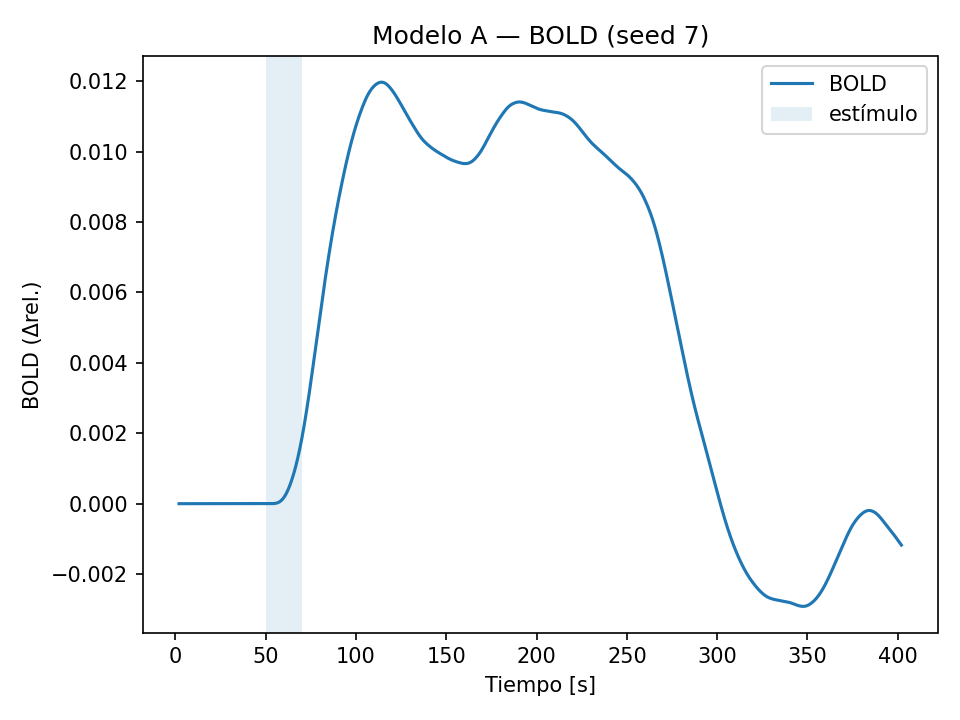 Modelo A — BOLD (seed 7)
BOLD
estímulo
BOLD (Δrel.)
0.012
0.010
0.008
0.006
0.004
0.002
0.000
−0.002
0 50 100 150 200 250 300 350 400
Tiempo [s]